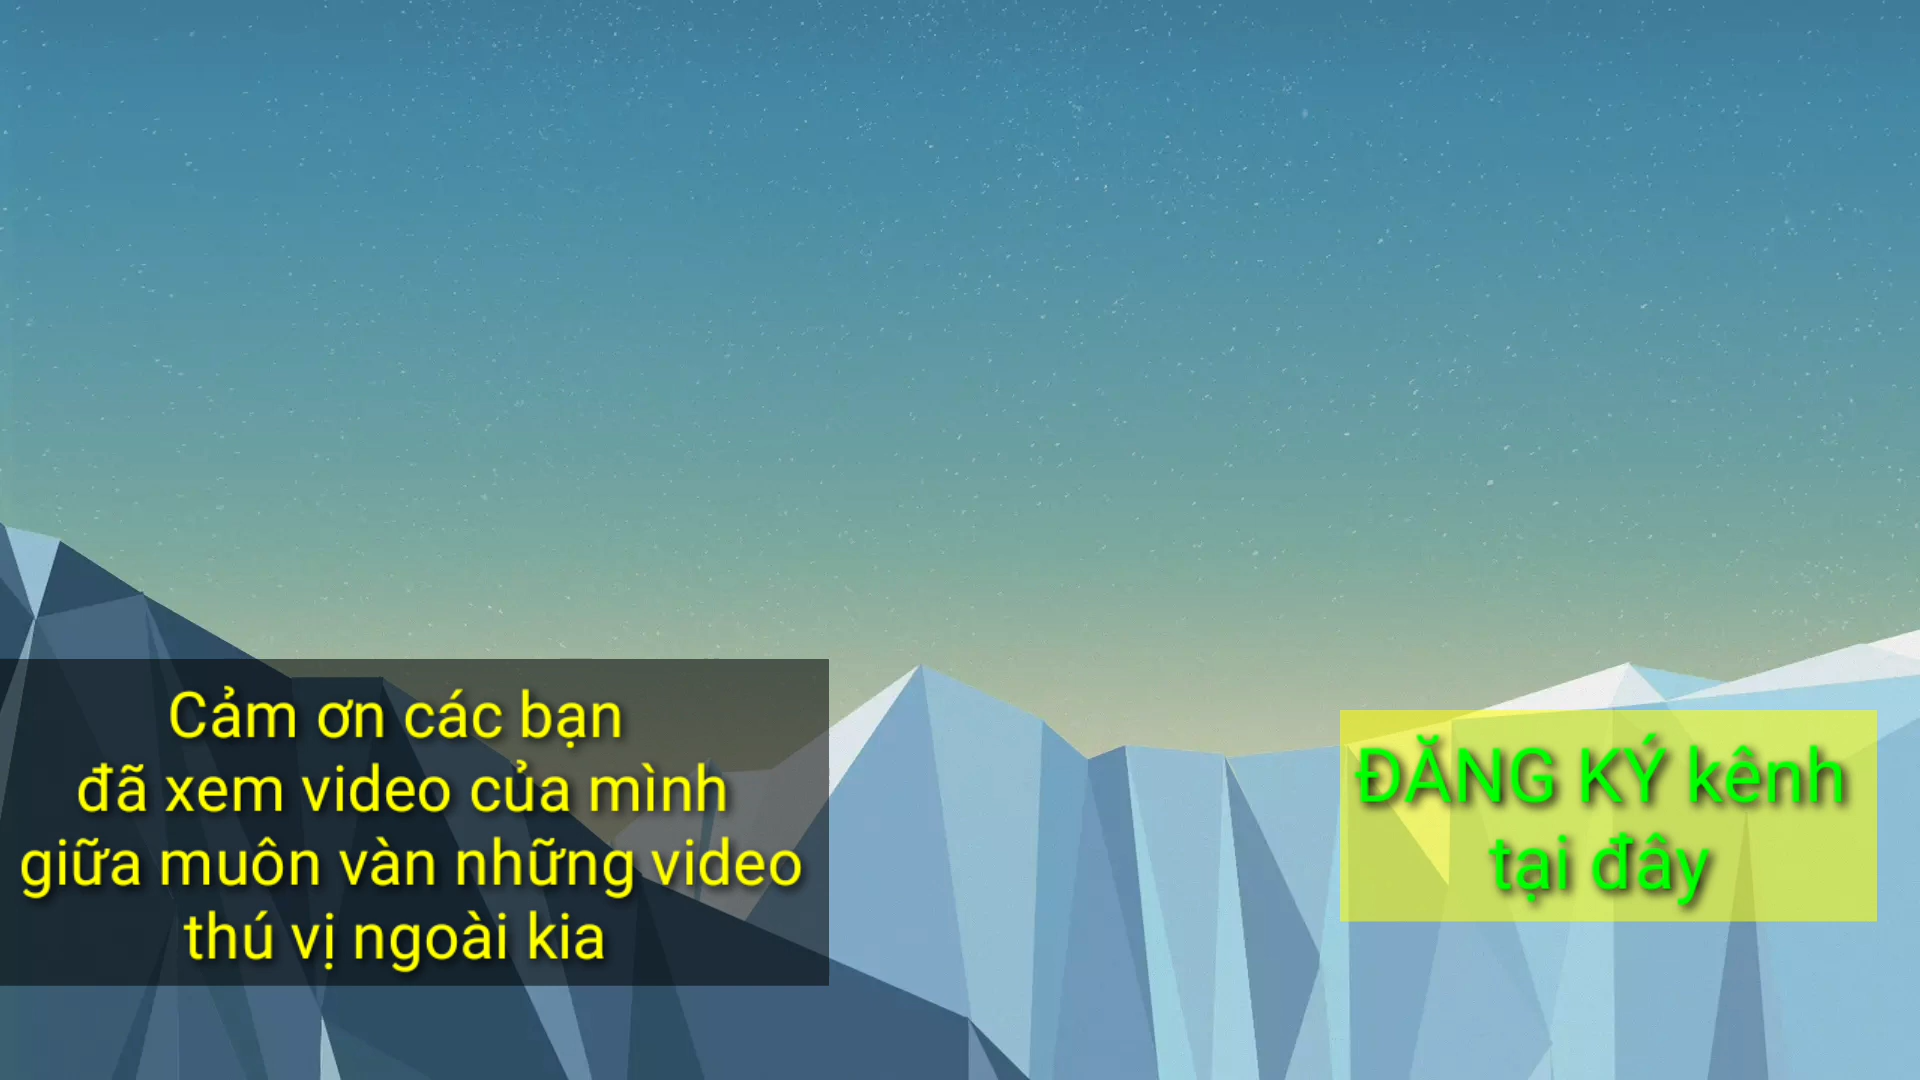 Cảm ơn các bạn
đã xem video của mình
giữa muôn vàn những video
thú vị ngoài kia
ĐĂNG KÝ kênh
tại đây